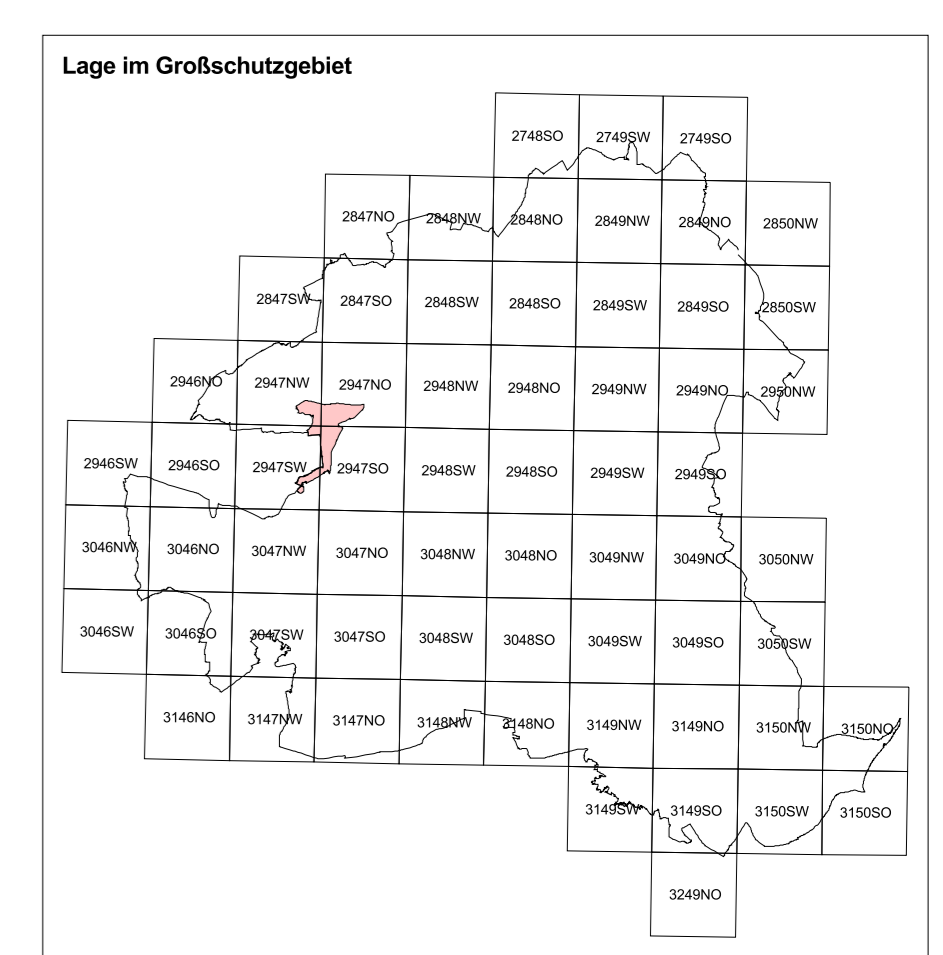 Lage im Großschutzgebiet
2748SO 2749SW 2749SO
2847NO 2848NW 2848NO 2849NW 2849NO 2850NW
2847SW 2847SO 2848SW 2848SO 2849SW 2849SO 2850SW
2946NO 2947NW 2947NO 2948NW 2948NO 2949NW 2949NO 2950NW
2946SW 2946SO 2947SW 2947SO 2948SW 2948SO 2949SW 2949SO
3046NW 3046NO 3047NW 3047NO 3048NW 3048NO 3049NW 3049NO 3050NW
3046SW 3046SO 3047SW 3047SO 3048SW 3048SO 3049SW 3049SO 3050SW
3146NO 3147NW 3147NO 3148NW 3148NO 3149NW 3149NO 3150NW 3150NO
3149SW 3149SO 3150SW 3150SO
3249NO